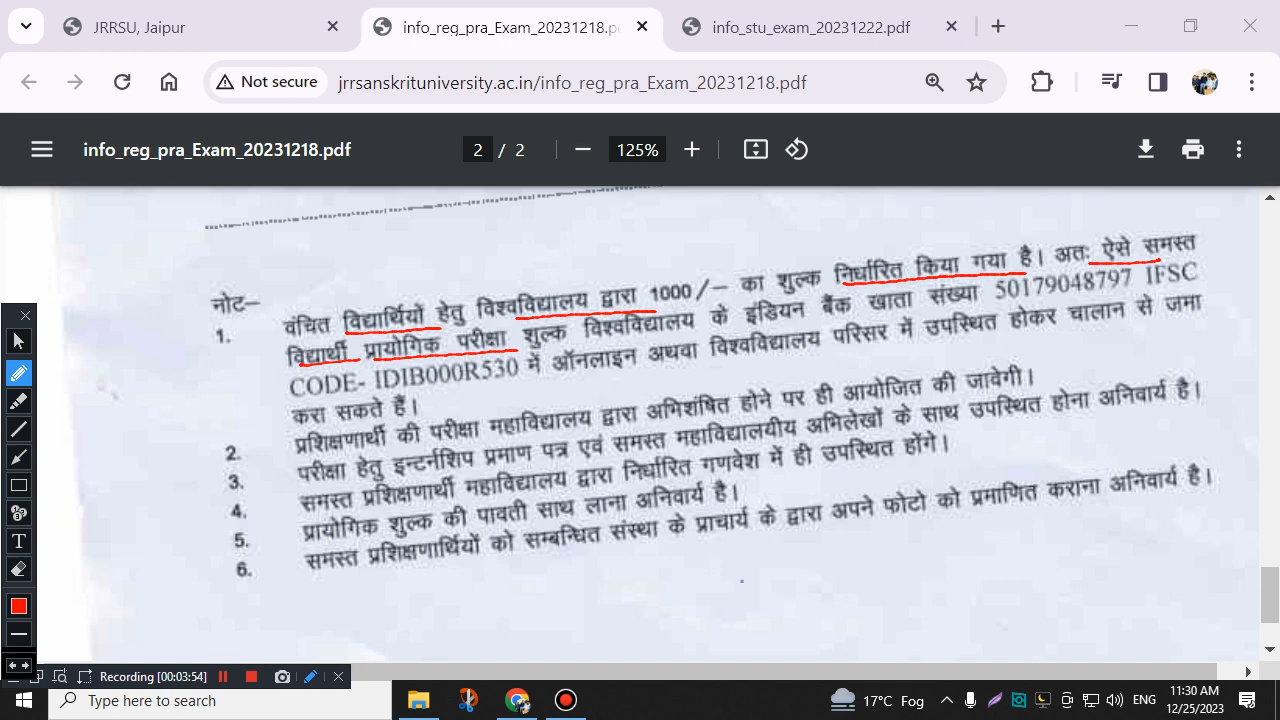 JRRSU, Jaipur
info_reg_pra_Exam_20231218.p
info_stu_exam_20231222.pdf
Not secure
jrrsanskrituniversity.ac.in/info_reg_pra_Exam_20231218.pdf
info_reg_pra_Exam_20231218.pdf
2 / 2
125%
नोट–
1. वंचित विद्यार्थियों हेतु विश्वविद्यालय द्वारा 1000/– का शुल्क निर्धारित किया गया है। अतः ऐसे समस्त
विद्यार्थी प्रायोगिक परीक्षा शुल्क विश्वविद्यालय के इंडियन बैंक खाता संख्या 50179048797 IFSC
CODE- IDIB000R530 में ऑनलाइन अथवा विश्वविद्यालय परिसर में उपस्थित होकर चालान से जमा
करा सकते हैं।
2. प्रशिक्षणार्थी की परीक्षा महाविद्यालय द्वारा अभिशंषित होने पर ही आयोजित की जावेगी।
3. परीक्षा हेतु इन्टर्नशिप प्रमाण पत्र एवं समस्त महाविद्यालयीय अभिलेखों के साथ उपस्थित होना अनिवार्य है।
4. समस्त प्रशिक्षणार्थी महाविद्यालय द्वारा निर्धारित गणवेश में ही उपस्थित होंगे।
5. प्रायोगिक शुल्क की पावती साथ लाना अनिवार्य है।
6. समस्त प्रशिक्षणार्थियों को सम्बन्धित संस्था के प्राचार्य के द्वारा अपने फोटो को प्रमाणित कराना अनिवार्य है।
T
Recording [00:03:54]
Type here to search
17°C Fog
ENG
11:30 AM
12/25/2023